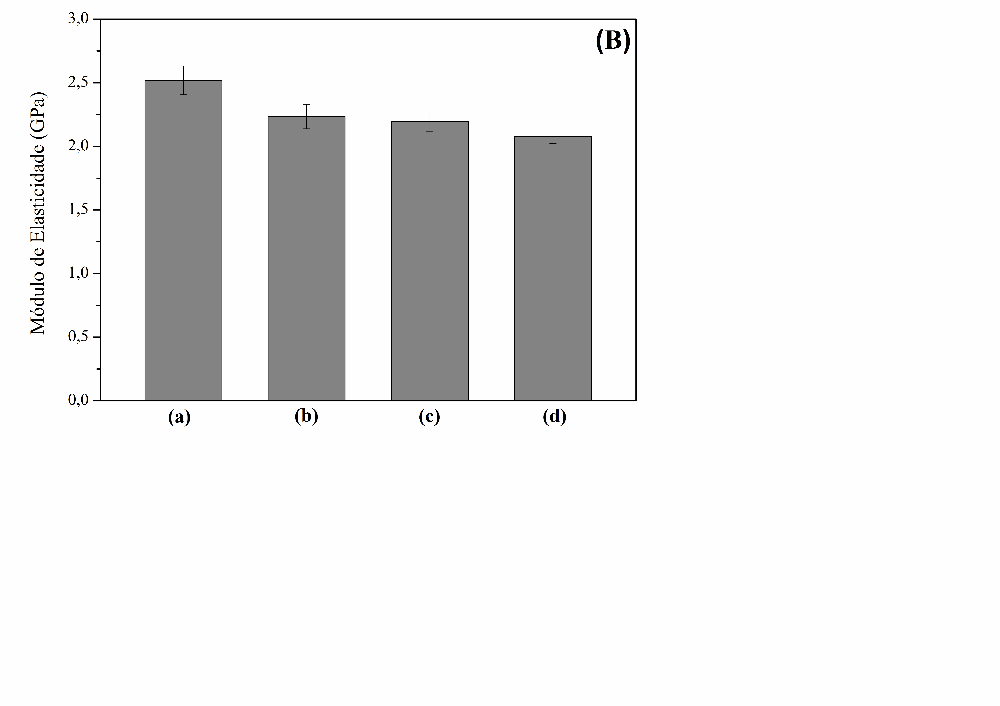 (B)
Módulo de Elasticidade (GPa)
3,0
2,5
2,0
1,5
1,0
0,5
0,0
(a) (b) (c) (d)